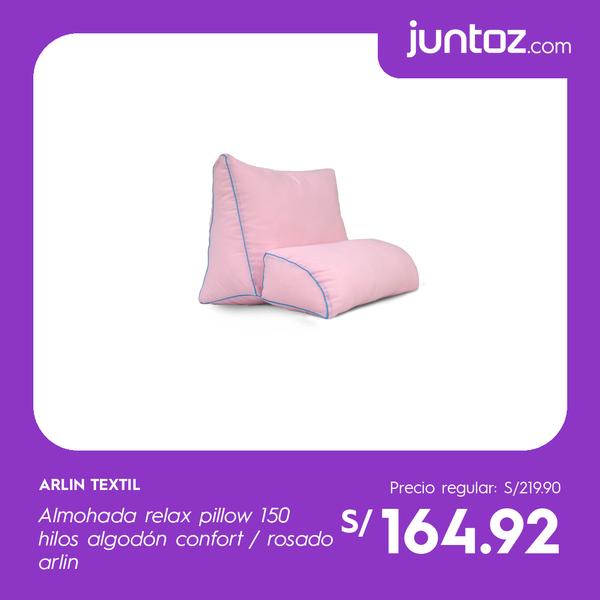 juntoz.com
ARLIN TEXTIL
Almohada relax pillow 150
hilos algodón confort / rosado
arlin
Precio regular: S/219.90
S/164.92